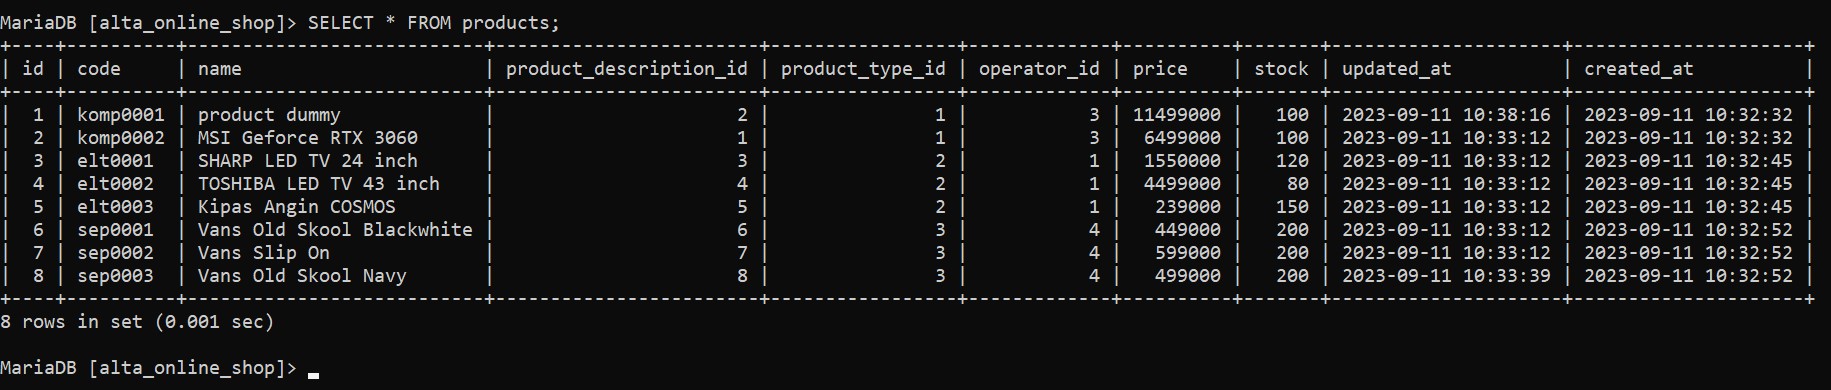 MariaDB [alta_online_shop]> SELECT * FROM products;
+----+----------+---------------------------+------------------------+-----------------+-------------+----------+-------+---------------------+---------------------+
| id | code     | name                      | product_description_id | product_type_id | operator_id | price    | stock | updated_at          | created_at          |
+----+----------+---------------------------+------------------------+-----------------+-------------+----------+-------+---------------------+---------------------+
|  1 | komp0001 | product dummy             |                      2 |               1 |           3 | 11499000 |   100 | 2023-09-11 10:38:16 | 2023-09-11 10:32:32 |
|  2 | komp0002 | MSI Geforce RTX 3060      |                      1 |               1 |           3 |  6499000 |   100 | 2023-09-11 10:33:12 | 2023-09-11 10:32:32 |
|  3 | elt0001  | SHARP LED TV 24 inch      |                      3 |               2 |           1 |  1550000 |   120 | 2023-09-11 10:33:12 | 2023-09-11 10:32:45 |
|  4 | elt0002  | TOSHIBA LED TV 43 inch    |                      4 |               2 |           1 |  4499000 |    80 | 2023-09-11 10:33:12 | 2023-09-11 10:32:45 |
|  5 | elt0003  | Kipas Angin COSMOS        |                      5 |               2 |           1 |   239000 |   150 | 2023-09-11 10:33:12 | 2023-09-11 10:32:45 |
|  6 | sep0001  | Vans Old Skool Blackwhite |                      6 |               3 |           4 |   449000 |   200 | 2023-09-11 10:33:12 | 2023-09-11 10:32:52 |
|  7 | sep0002  | Vans Slip On              |                      7 |               3 |           4 |   599000 |   200 | 2023-09-11 10:33:12 | 2023-09-11 10:32:52 |
|  8 | sep0003  | Vans Old Skool Navy       |                      8 |               3 |           4 |   499000 |   200 | 2023-09-11 10:33:39 | 2023-09-11 10:32:52 |
+----+----------+---------------------------+------------------------+-----------------+-------------+----------+-------+---------------------+---------------------+
8 rows in set (0.001 sec)
MariaDB [alta_online_shop]>